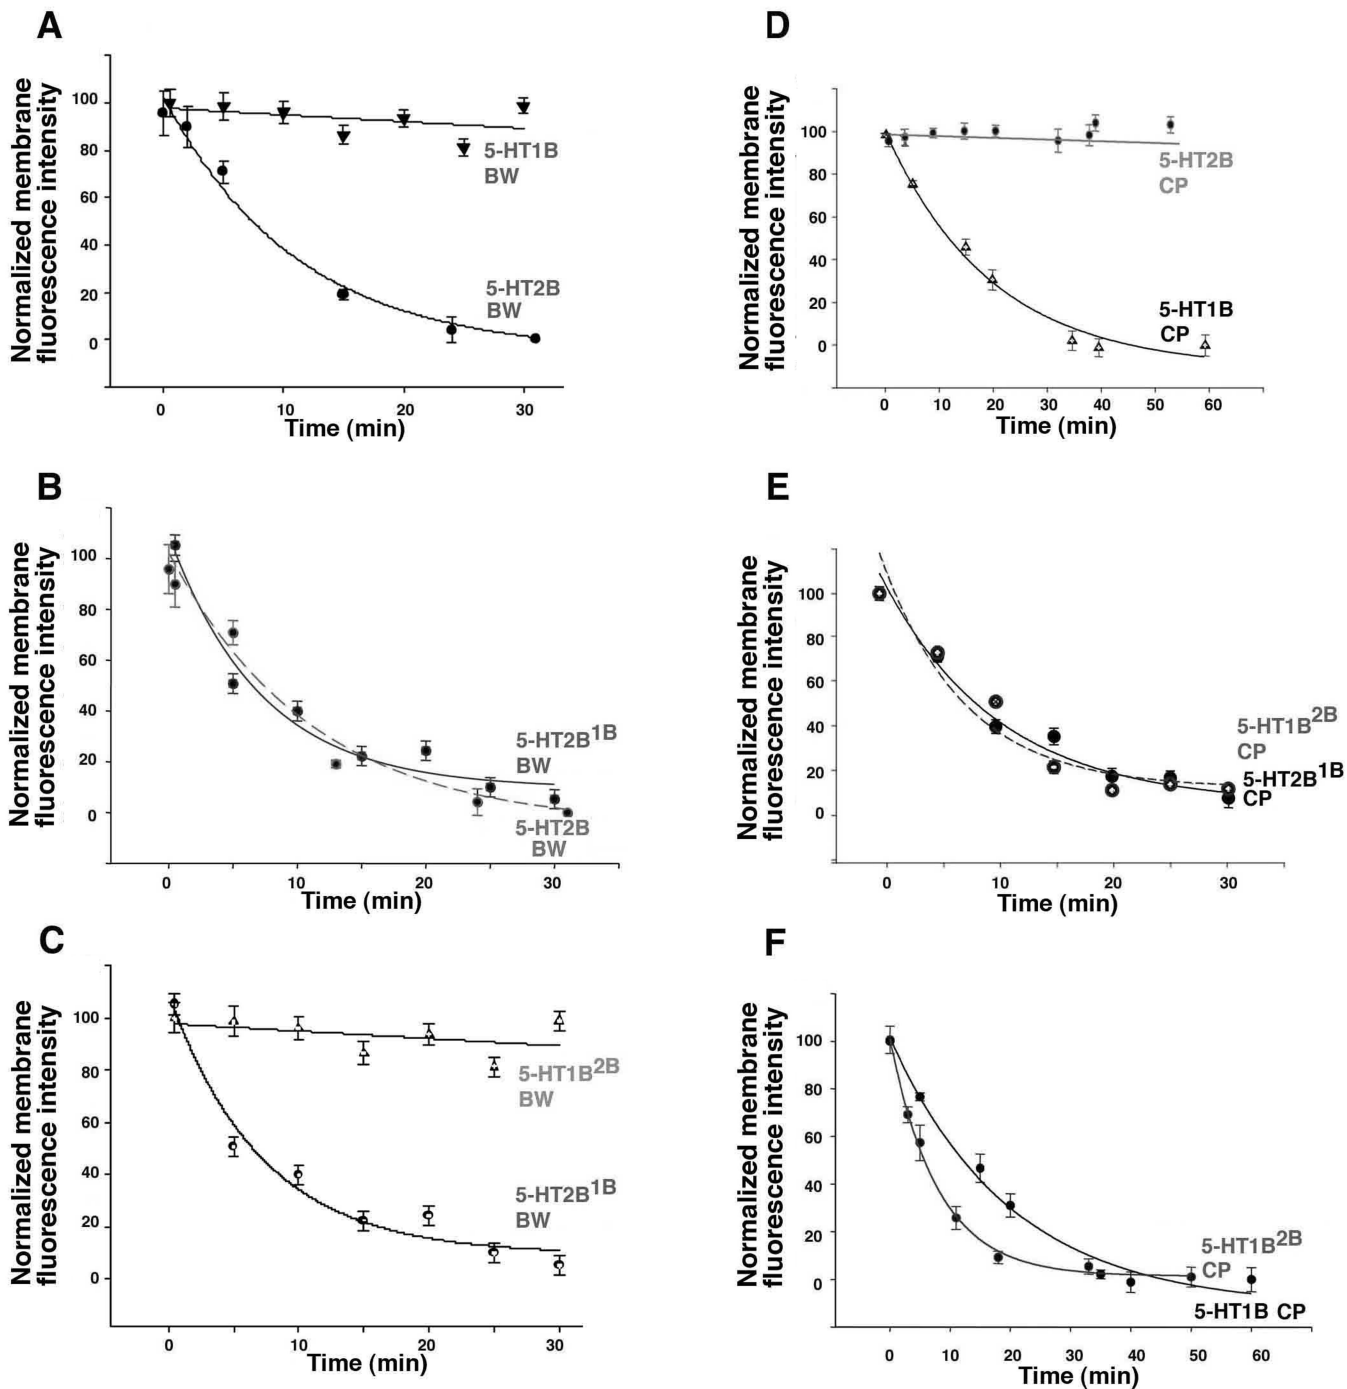 A
Normalized membrane
fluorescence intensity
100
80
60
40
20
0
5-HT1B
BW
5-HT2B
BW
0 10 20 30
Time (min)
D
Normalized membrane
fluorescence intensity
100
80
60
40
20
0
5-HT2B
CP
5-HT1B
CP
0 10 20 30 40 50 60
Time (min)
B
Normalized membrane
fluorescence intensity
100
80
60
40
20
0
5-HT2B1B
BW
5-HT2B
BW
0 10 20 30
Time (min)
E
Normalized membrane
fluorescence intensity
100
80
60
40
20
0
5-HT1B2B
CP
5-HT2B1B
CP
0 10 20 30
Time (min)
C
Normalized membrane
fluorescence intensity
100
80
60
40
20
0
5-HT1B2B
BW
5-HT2B1B
BW
0 10 20 30
Time (min)
F
Normalized membrane
fluorescence intensity
100
80
60
40
20
0
5-HT1B2B
CP
5-HT1B CP
0 10 20 30 40 50 60
Time (min)